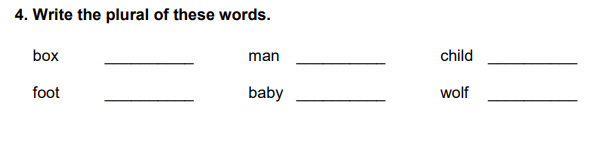 4. Write the plural of these words.
box __________ man __________ child __________
foot __________ baby __________ wolf __________